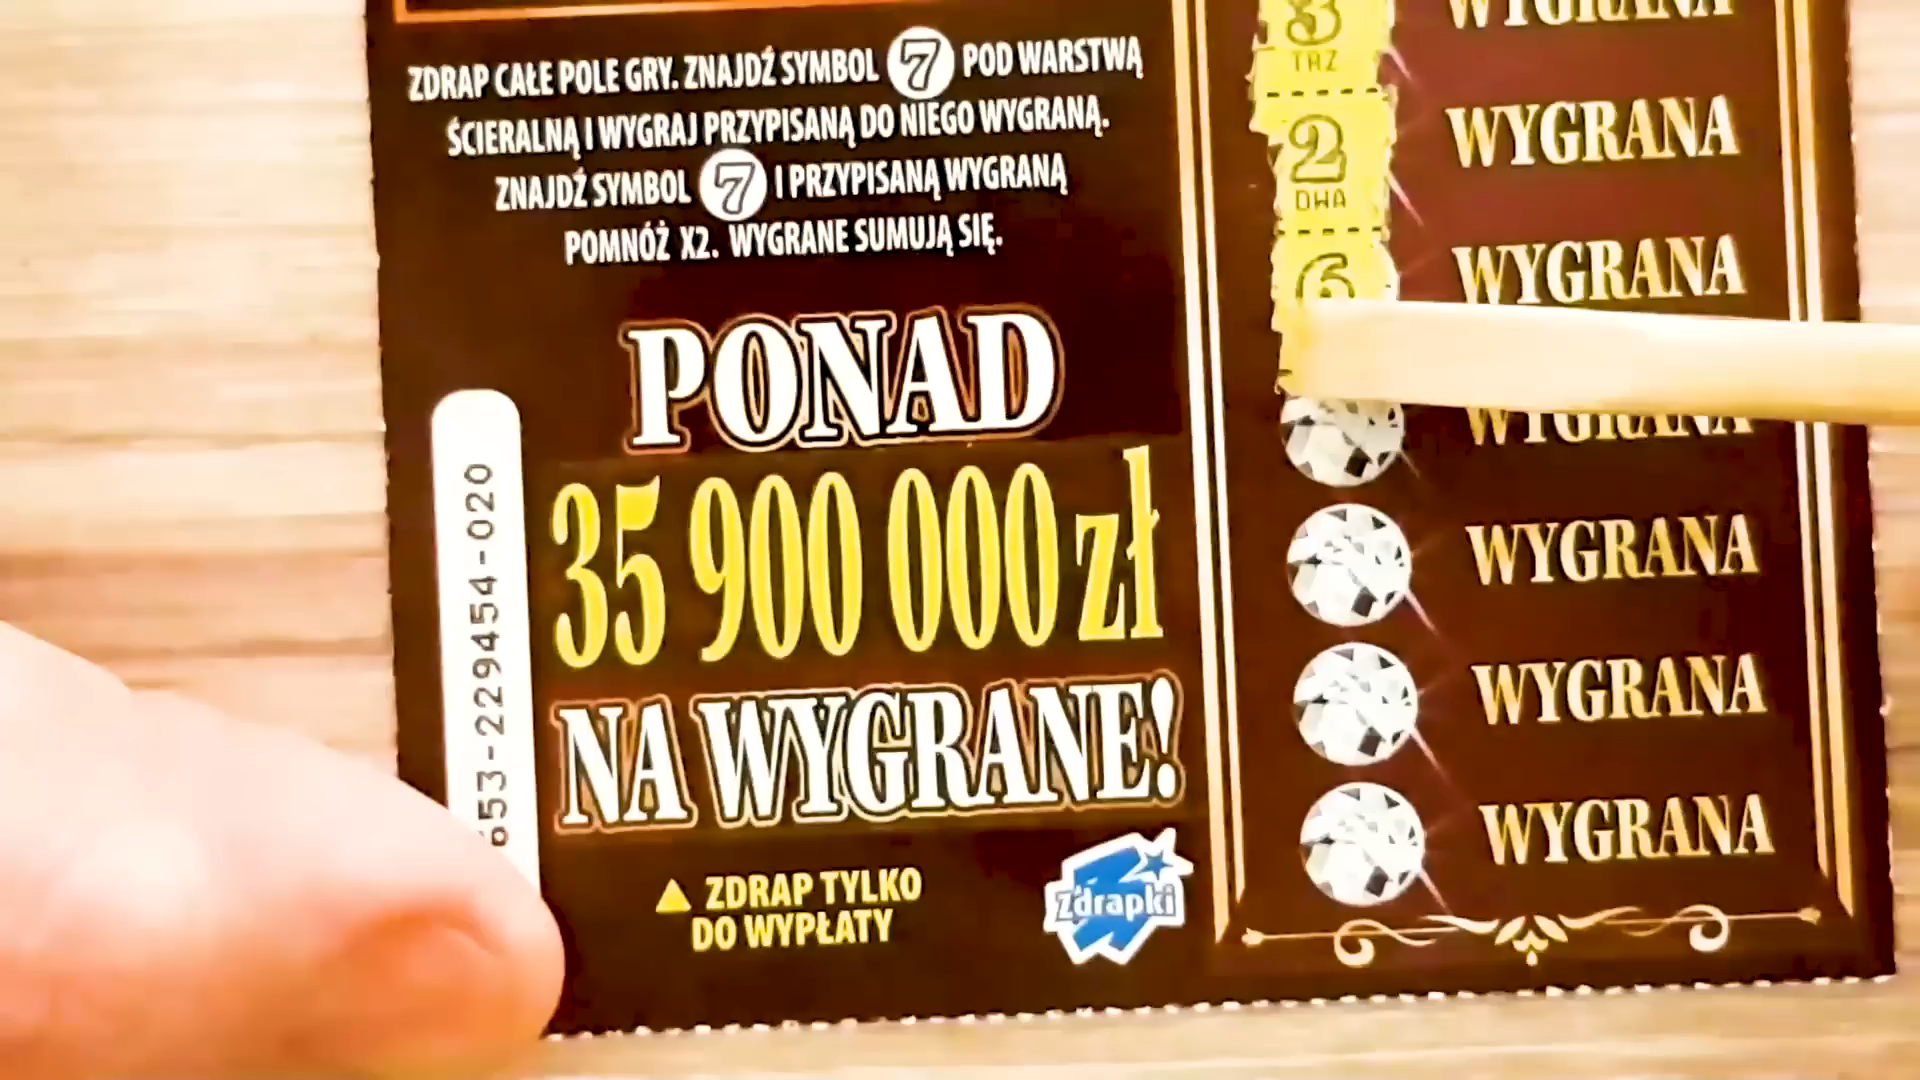 ZDRAP CAŁE POLE GRY. ZNAJDŹ SYMBOL 7 POD WARSTWĄ
ŚCIERALNĄ I WYGRAJ PRZYPISANĄ DO NIEGO WYGRANĄ.
ZNAJDŹ SYMBOL 7 I PRZYPISANĄ WYGRANĄ
POMNÓŻ X2. WYGRANE SUMUJĄ SIĘ.
PONAD
35 900 000 zł
NA WYGRANE!
653-229454-020
▲ ZDRAP TYLKO
DO WYPŁATY
Zdrapki
3
TRZ
WYGRANA
2
DWA
WYGRANA
6
WYGRANA
WYGRANA
WYGRANA
WYGRANA
WYGRANA